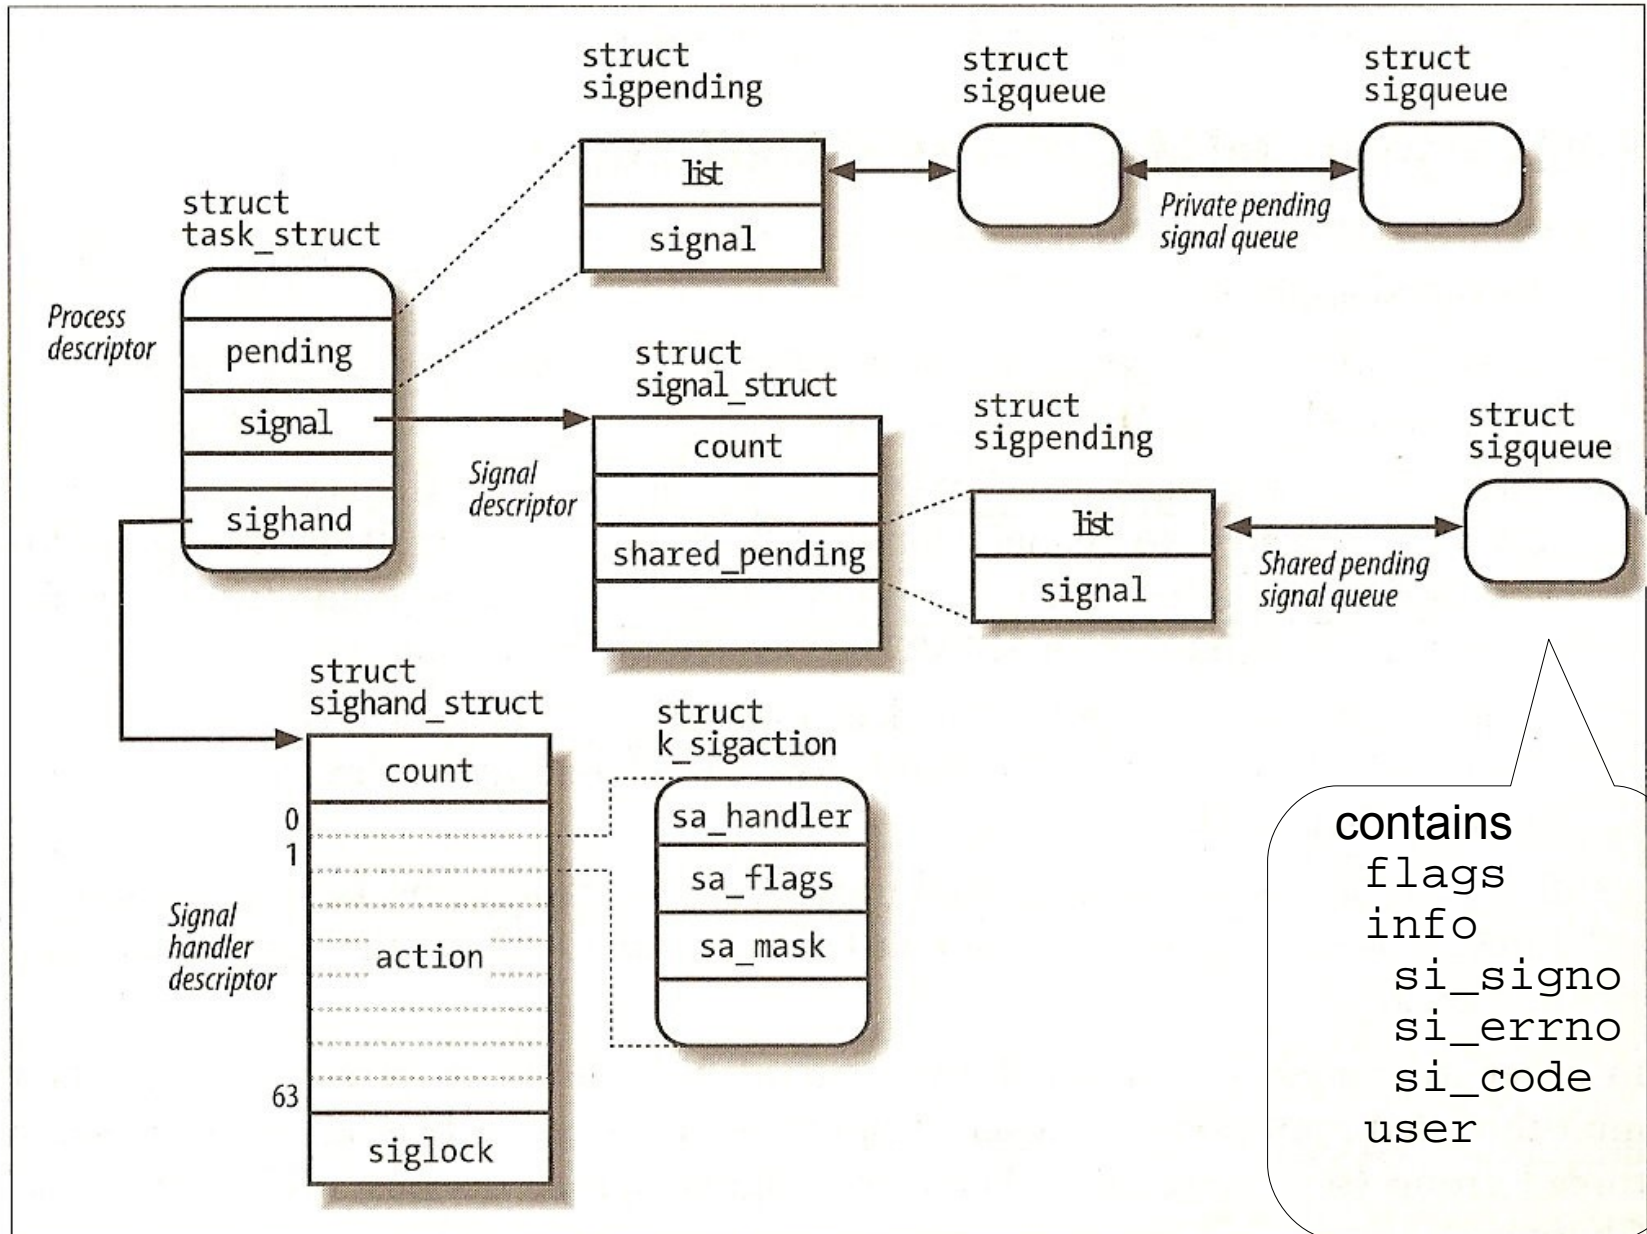 struct
sigpending
struct
sigqueue
struct
sigqueue
list
signal
Private pending
signal queue
struct
task_struct
Process
descriptor
pending
signal
sighand
struct
signal_struct
Signal
descriptor
count
shared_pending
struct
sigpending
list
signal
Shared pending
signal queue
struct
sigqueue
struct
sighand_struct
count
0
1
Signal
handler
descriptor
action
63
siglock
struct
k_sigaction
sa_handler
sa_flags
sa_mask
contains
flags
info
si_signo
si_errno
si_code
user